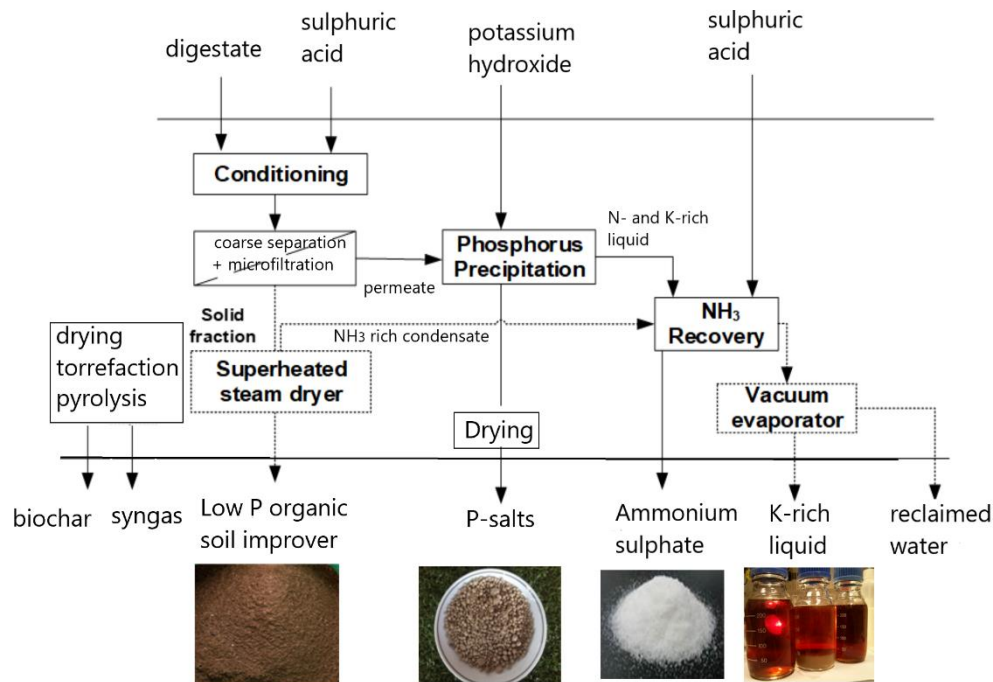 digestate
sulphuric
acid
potassium
hydroxide
sulphuric
acid
Conditioning
coarse separation
+ microfiltration
permeate
Phosphorus
Precipitation
N- and K-rich
liquid
Solid
fraction
NH₃ rich condensate
NH₃
Recovery
drying
torrefaction
pyrolysis
Superheated
steam dryer
Vacuum
evaporator
Drying
biochar
syngas
Low P organic
soil improver
P-salts
Ammonium
sulphate
K-rich
liquid
reclaimed
water